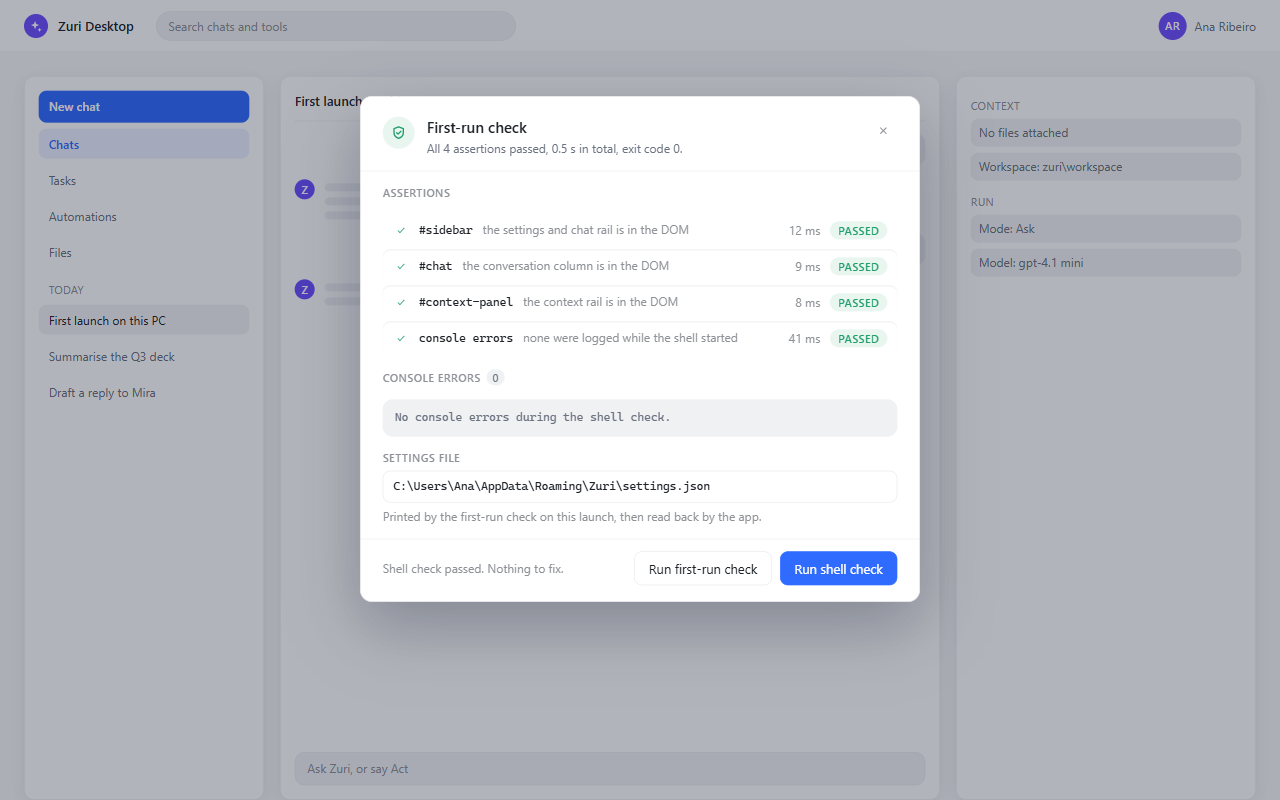 Zuri Desktop
Search chats and tools
AR
Ana Ribeiro
New chat
Chats
Tasks
Automations
Files
TODAY
First launch on this PC
Summarise the Q3 deck
Draft a reply to Mira
First launch
Z
Z
Ask Zuri, or say Act
First-run check
×
All 4 assertions passed, 0.5 s in total, exit code 0.
ASSERTIONS
#sidebar the settings and chat rail is in the DOM 12 ms PASSED
#chat the conversation column is in the DOM 9 ms PASSED
#context-panel the context rail is in the DOM 8 ms PASSED
console errors none were logged while the shell started 41 ms PASSED
CONSOLE ERRORS 0
No console errors during the shell check.
SETTINGS FILE
C:\Users\Ana\AppData\Roaming\Zuri\settings.json
Printed by the first-run check on this launch, then read back by the app.
Shell check passed. Nothing to fix.
Run first-run check
Run shell check
CONTEXT
No files attached
Workspace: zuri\workspace
RUN
Mode: Ask
Model: gpt-4.1 mini